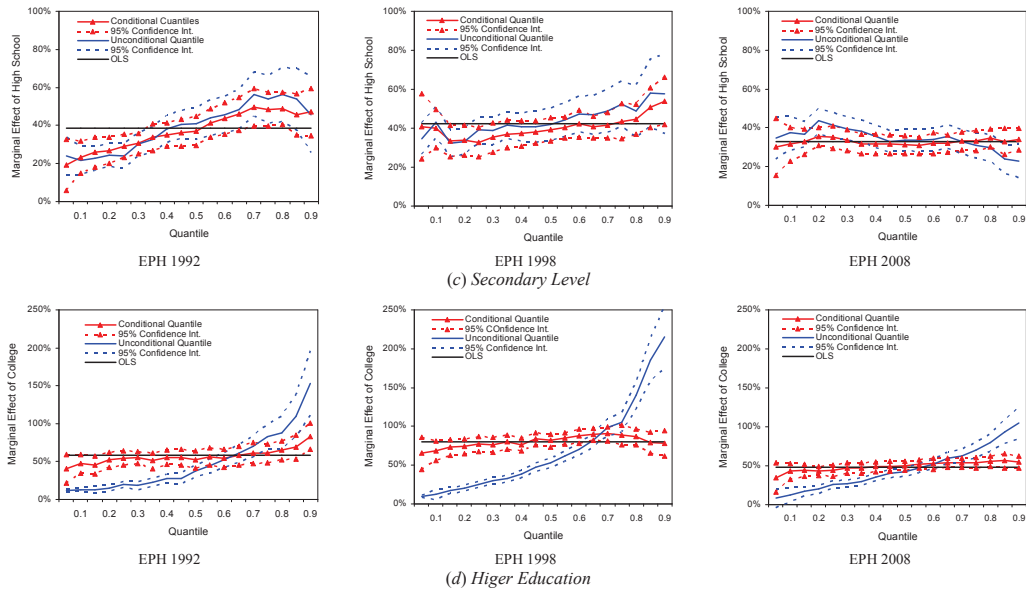 Conditional Cuantiles
95% Confidence Int.
Unconditional Quantile
95% Confidence Int.
OLS
Marginal Effect of High School
100%
80%
60%
40%
20%
0%
0.1 0.2 0.3 0.4 0.5 0.6 0.7 0.8 0.9
Quantile
EPH 1992
Conditional Quantile
95% Confidence Int.
Unconditional Quantile
95% Confidence Int.
OLS
Marginal Effect of High School
100%
80%
60%
40%
20%
0%
0.1 0.2 0.3 0.4 0.5 0.6 0.7 0.8 0.9
Quantile
EPH 1998
Conditional Quantile
95% Confidence Int.
Unconditional Quantile
95% Confidence Int.
OLS
Marginal Effect of High School
100%
80%
60%
40%
20%
0%
0.1 0.2 0.3 0.4 0.5 0.6 0.7 0.8 0.9
Quantile
EPH 2008
(c) Secondary Level
Conditional Quantile
95% Confidence Int.
Unconditional Quantile
95% Confidence Int.
OLS
Marginal Effect of College
250%
200%
150%
100%
50%
0%
0.1 0.2 0.3 0.4 0.5 0.6 0.7 0.8 0.9
Quantile
EPH 1992
Conditional Quantile
95% COnfidence Int.
Unconditional Quantile
95% Confidence Int.
OLS
Marginal Effect of College
250%
200%
150%
100%
50%
0%
0.1 0.2 0.3 0.4 0.5 0.6 0.7 0.8 0.9
Quantile
EPH 1998
Conditional Quantile
95% Confidence Int.
Unconditional Quantile
95% Confidence Int.
OLS
Marginal Effect of College
250%
200%
150%
100%
50%
0%
0.1 0.2 0.3 0.4 0.5 0.6 0.7 0.8 0.9
Quantile
EPH 2008
(d) Higer Education